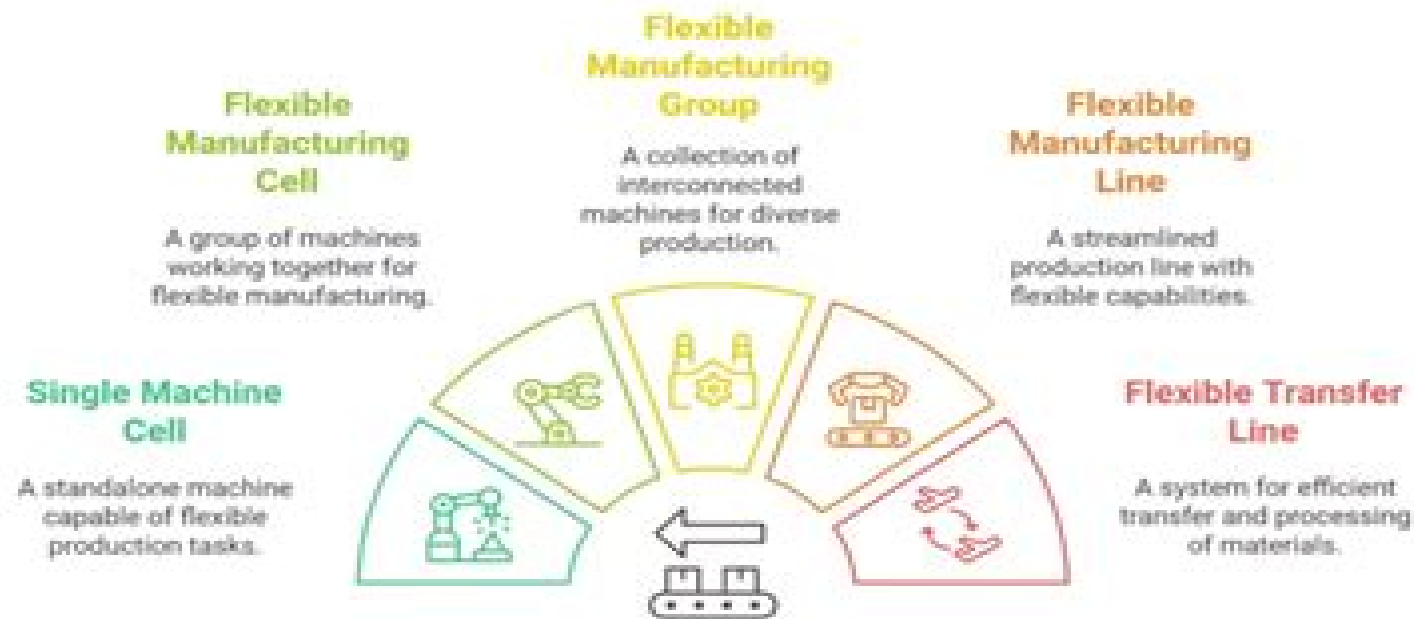 Flexible
Manufacturing
Group
A collection of
interconnected
machines for diverse
production.
Flexible
Manufacturing
Cell
A group of machines
working together for
flexible manufacturing.
Flexible
Manufacturing
Line
A streamlined
production line with
flexible capabilities.
Single Machine
Cell
A standalone machine
capable of flexible
production tasks.
Flexible Transfer
Line
A system for efficient
transfer and processing
of materials.